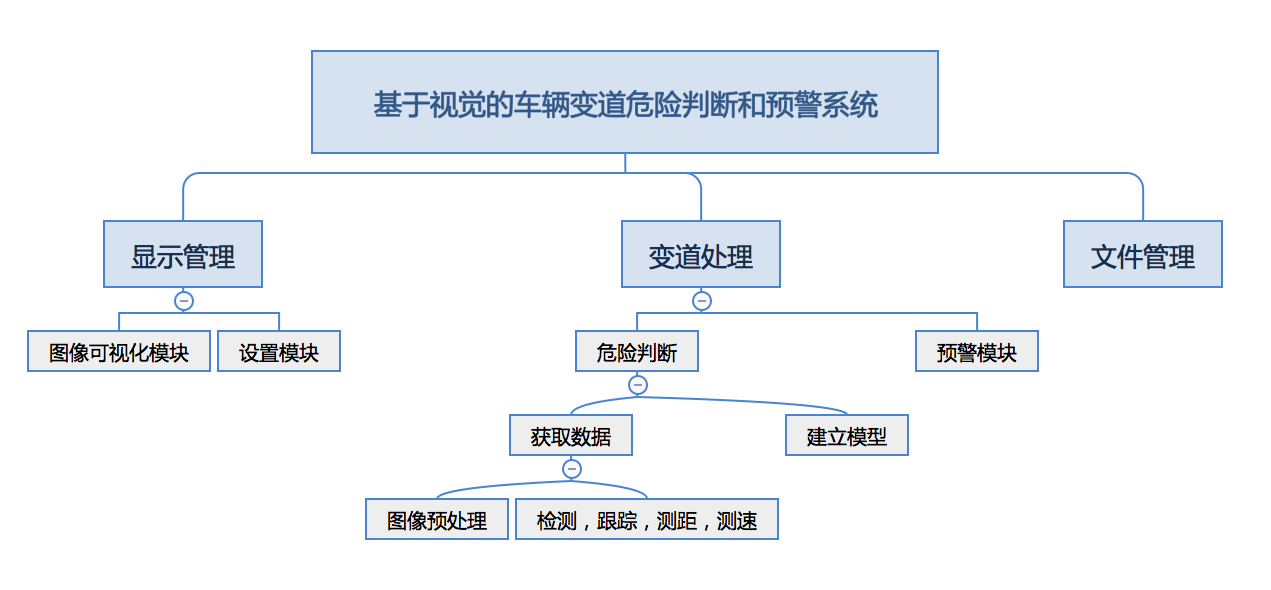 基于视觉的车辆变道危险判断和预警系统
显示管理
变道处理
文件管理
图像可视化模块
设置模块
危险判断
预警模块
获取数据
建立模型
图像预处理
检测，跟踪，测距，测速